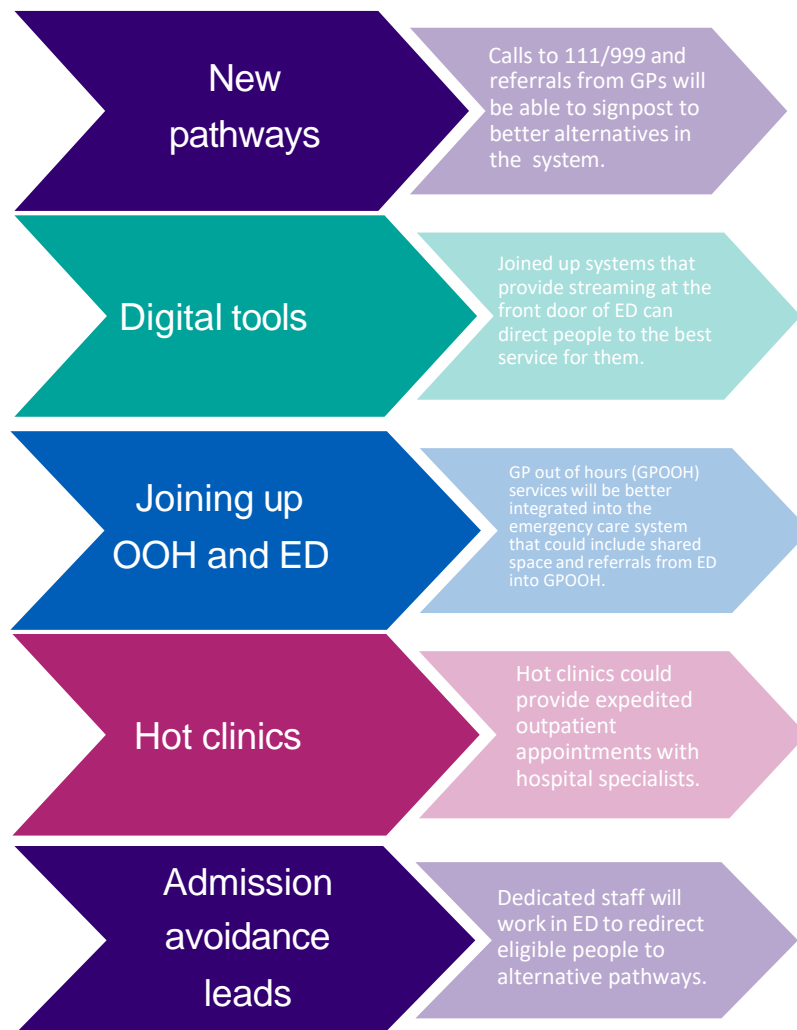 New
pathways
Calls to 111/999 and
referrals from GPs will
be able to signpost to
better alternatives in
the system.
Digital tools
Joined up systems that
provide streaming at the
front door of ED can
direct people to the best
service for them.
Joining up
OOH and ED
GP out of hours (GPOOH)
services will be better
integrated into the
emergency care system
that could include shared
space and referrals from ED
into GPOOH.
Hot clinics
Hot clinics could
provide expedited
outpatient
appointments with
hospital specialists.
Admission
avoidance
leads
Dedicated staff will
work in ED to redirect
eligible people to
alternative pathways.